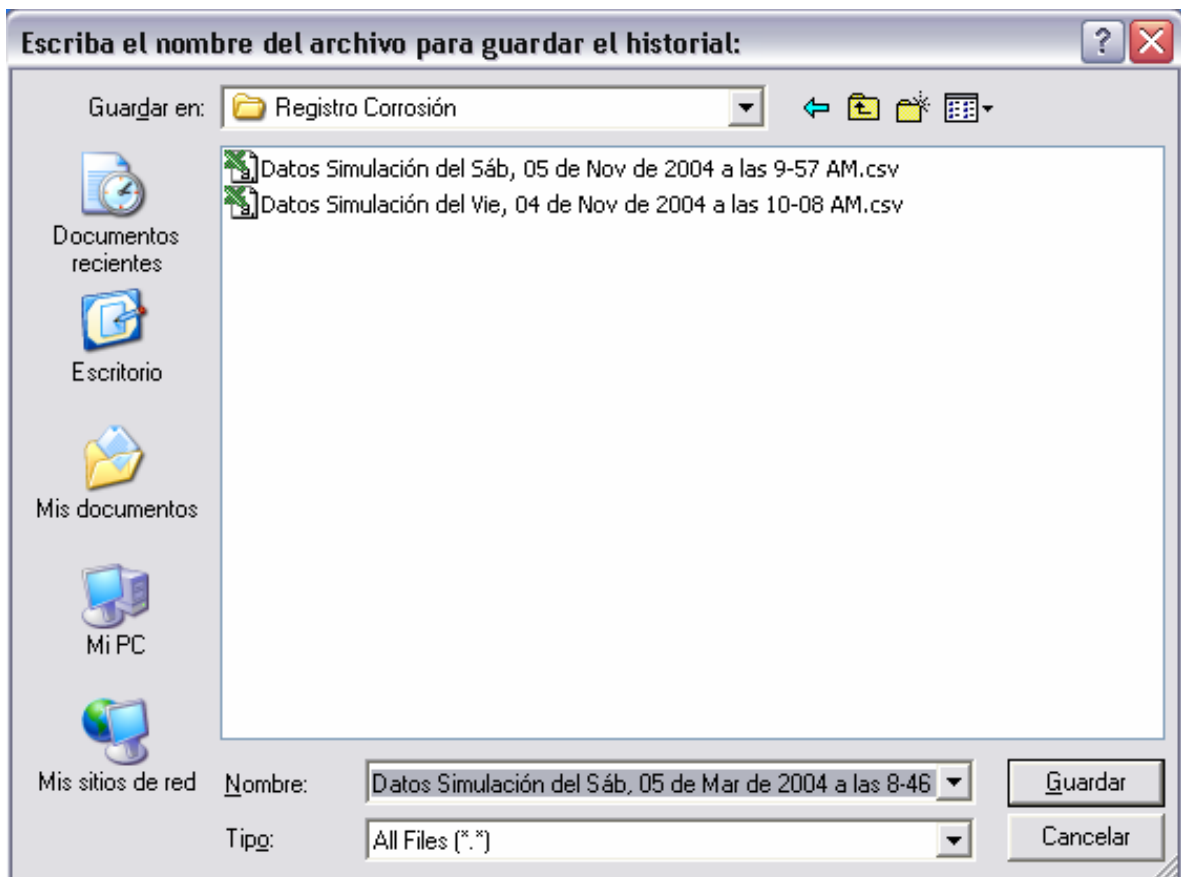 Escriba el nombre del archivo para guardar el historial:
Guardar en: Registro Corrosión
Datos Simulación del Sáb, 05 de Nov de 2004 a las 9-57 AM.csv
Datos Simulación del Vie, 04 de Nov de 2004 a las 10-08 AM.csv
Documentos
recientes
Escritorio
Mis documentos
Mi PC
Mis sitios de red
Nombre: Datos Simulación del Sáb, 05 de Mar de 2004 a las 8-46
Guardar
Tipo: All Files (*.*)
Cancelar